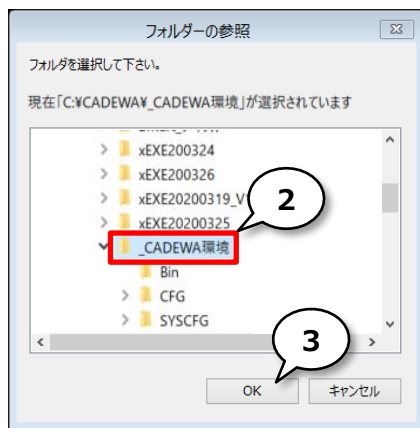 フォルダーの参照
フォルダを選択して下さい。
現在「C:¥CADEWA¥_CADEWA環境」が選択されています
xEXE200324
xEXE200326
xEXE20200319_V
2
xEXE20200325
_CADEWA環境
Bin
CFG
SYSCFG
3
OK
キャンセル